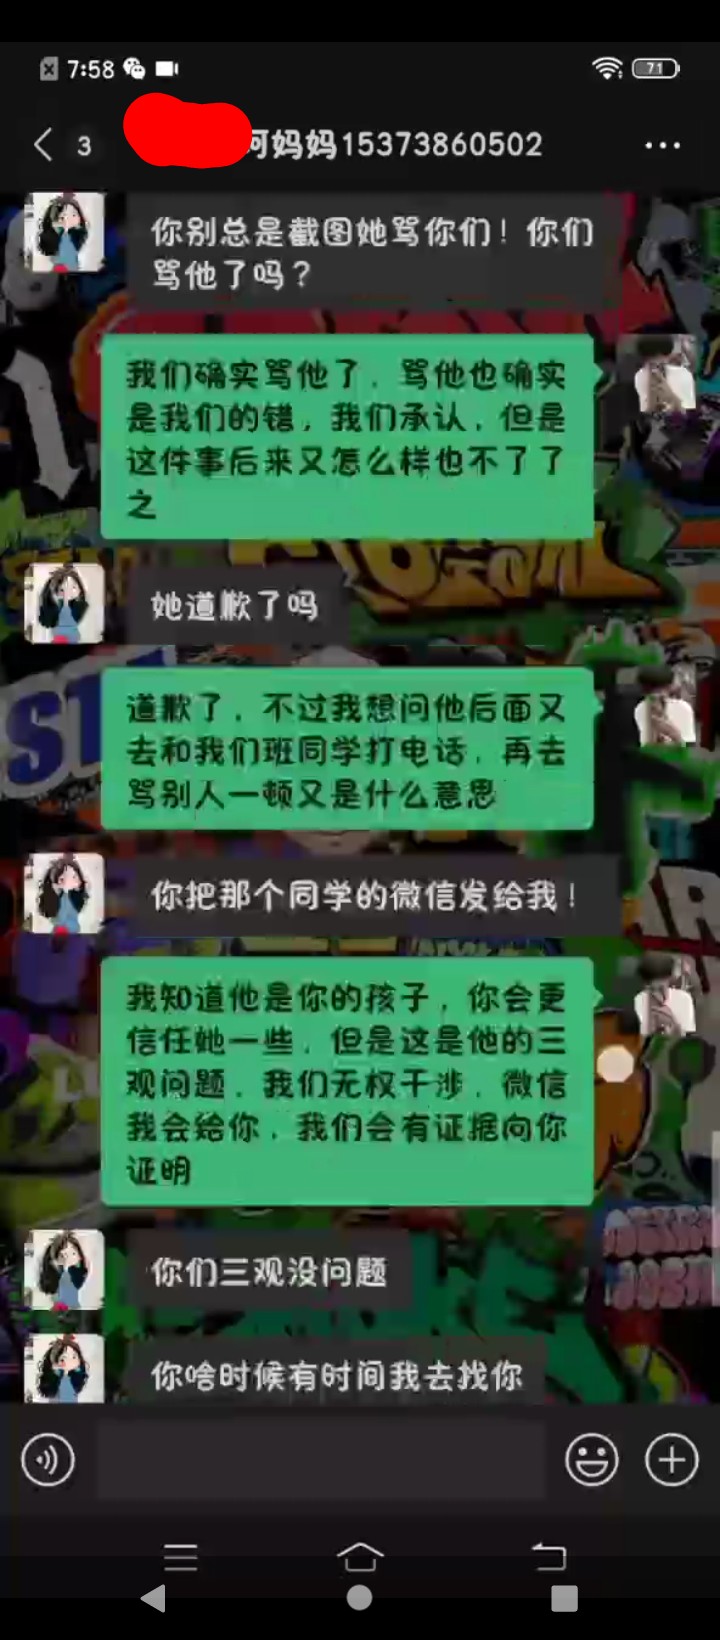 7:58
71
3
妈妈15373860502
你别总是截图她骂你们！你们
骂他了吗？
我们确实骂他了，骂他也确实
是我们的错，我们承认，但是
这件事后来又怎么样也不了了
之
她道歉了吗
道歉了，不过我想问他后面又
去和我们班同学打电话，再去
骂别人一顿又是什么意思
你把那个同学的微信发给我！
我知道他是你的孩子，你会更
信任她一些，但是这是他的三
观问题，我们无权干涉，微信
我会给你，我们会有证据向你
证明
你们三观没问题
你啥时候有时间我去找你